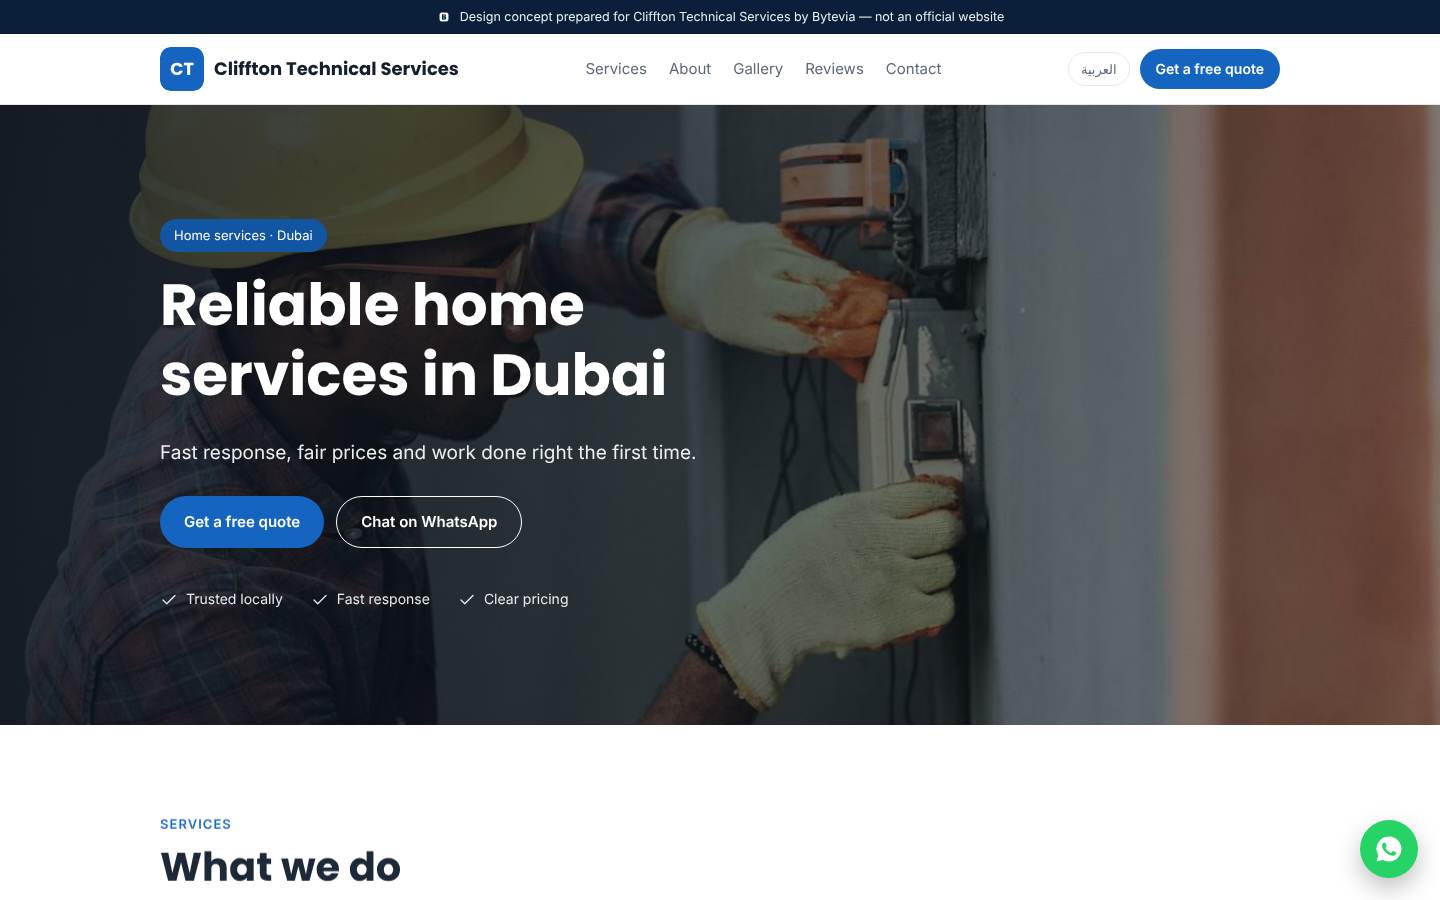 Design concept prepared for Cliffton Technical Services by Bytevia — not an official website
CT
Cliffton Technical Services
Services
About
Gallery
Reviews
Contact
العربية
Get a free quote
Home services · Dubai
Reliable home
services in Dubai
Fast response, fair prices and work done right the first time.
Get a free quote
Chat on WhatsApp
Trusted locally
Fast response
Clear pricing
SERVICES
What we do